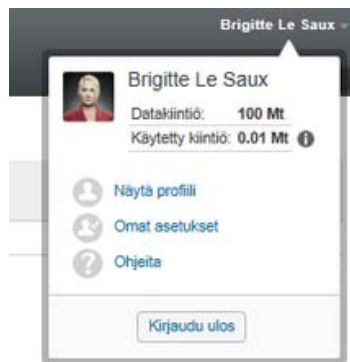 Brigitte Le Saux
Brigitte Le Saux
Datakiintiö: 100 Mt
Käytetty kiintiö: 0.01 Mt
Näytä profiili
Omat asetukset
Ohjeita
Kirjaudu ulos